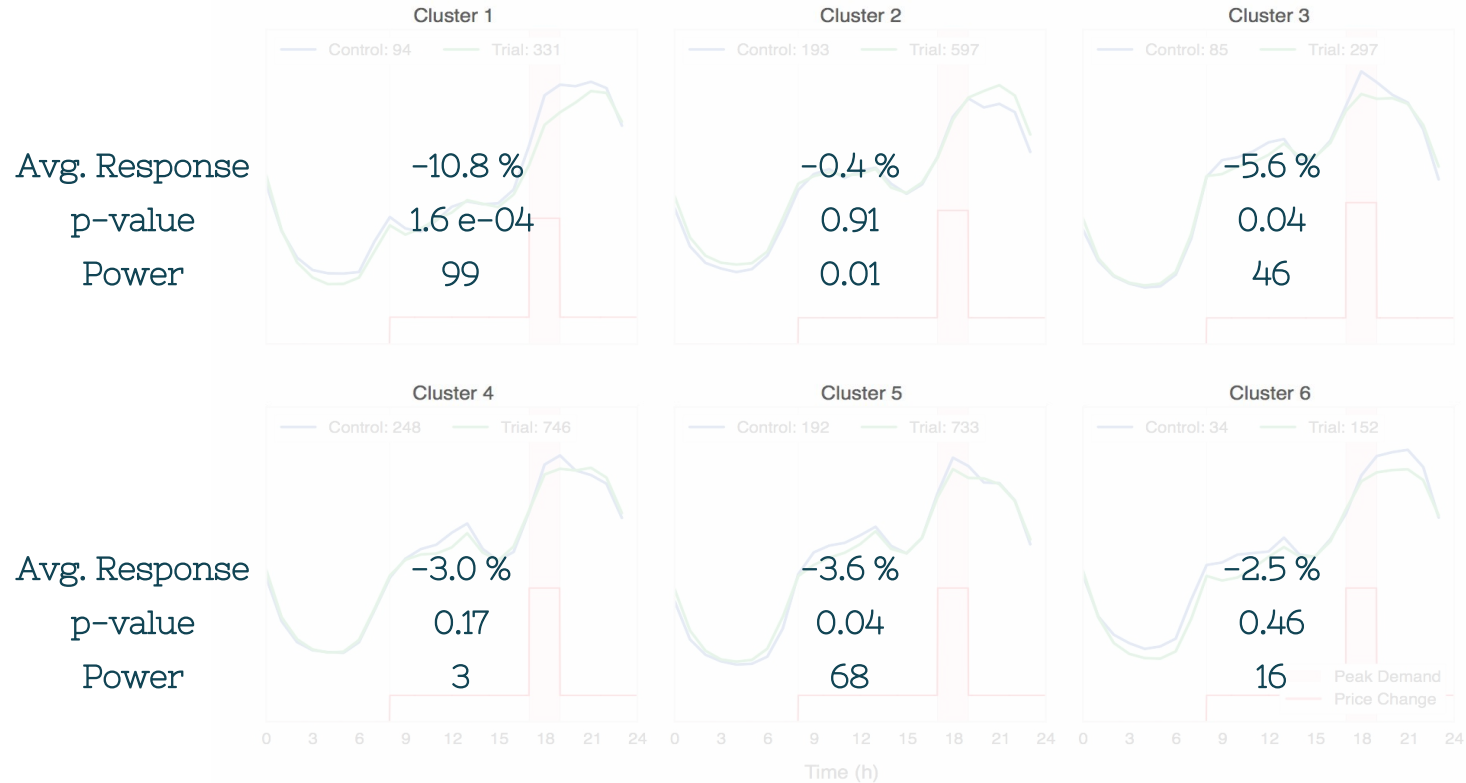 Cluster 1 Cluster 2 Cluster 3
Control: 94 Trial: 331 Control: 193 Trial: 597 Control: 85 Trial: 297
Avg. Response -10.8 % -0.4 % -5.6 %
p-value 1.6 e-04 0.91 0.04
Power 99 0.01 46
Cluster 4 Cluster 5 Cluster 6
Control: 248 Trial: 746 Control: 192 Trial: 733 Control: 34 Trial: 152
Avg. Response -3.0 % -3.6 % -2.5 %
p-value 0.17 0.04 0.46
Power 3 68 16
Peak Demand
Price Change
0 3 6 9 12 15 18 21 24 0 3 6 9 12 15 18 21 24 0 3 6 9 12 15 18 21 24
Time (h)